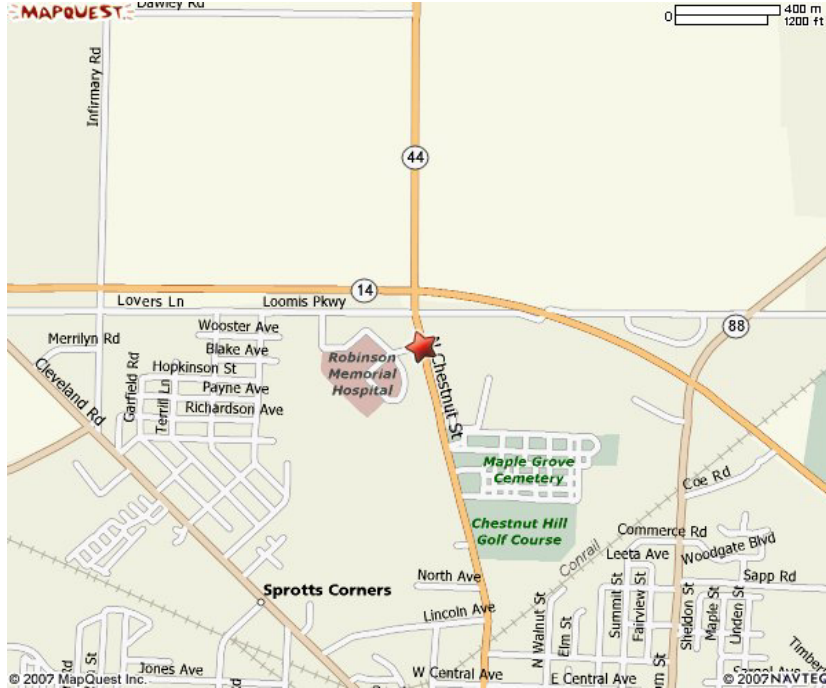 MAPQUEST
Dawley Rd
0
400 m
1200 ft
Infirmary Rd
44
14
Lovers Ln
Loomis Pkwy
88
Wooster Ave
Merrilyn Rd
Blake Ave
Hopkinson St
Payne Ave
Richardson Ave
Garfield Rd
Terrill Ln
Cleveland Rd
Robinson
Memorial
Hospital
N Chestnut St
Maple Grove
Cemetery
Coe Rd
Chestnut Hill
Golf Course
Conrail
Commerce Rd
Leeta Ave
Woodgate Blvd
North Ave
Sapp Rd
Sprotts Corners
Lincoln Ave
N Walnut St
Elm St
Summit St
Fairview St
Sheldon St
Maple St
Linden St
Jones Ave
W Central Ave
E Central Ave
© 2007 MapQuest Inc.
© 2007 NAVTEQ